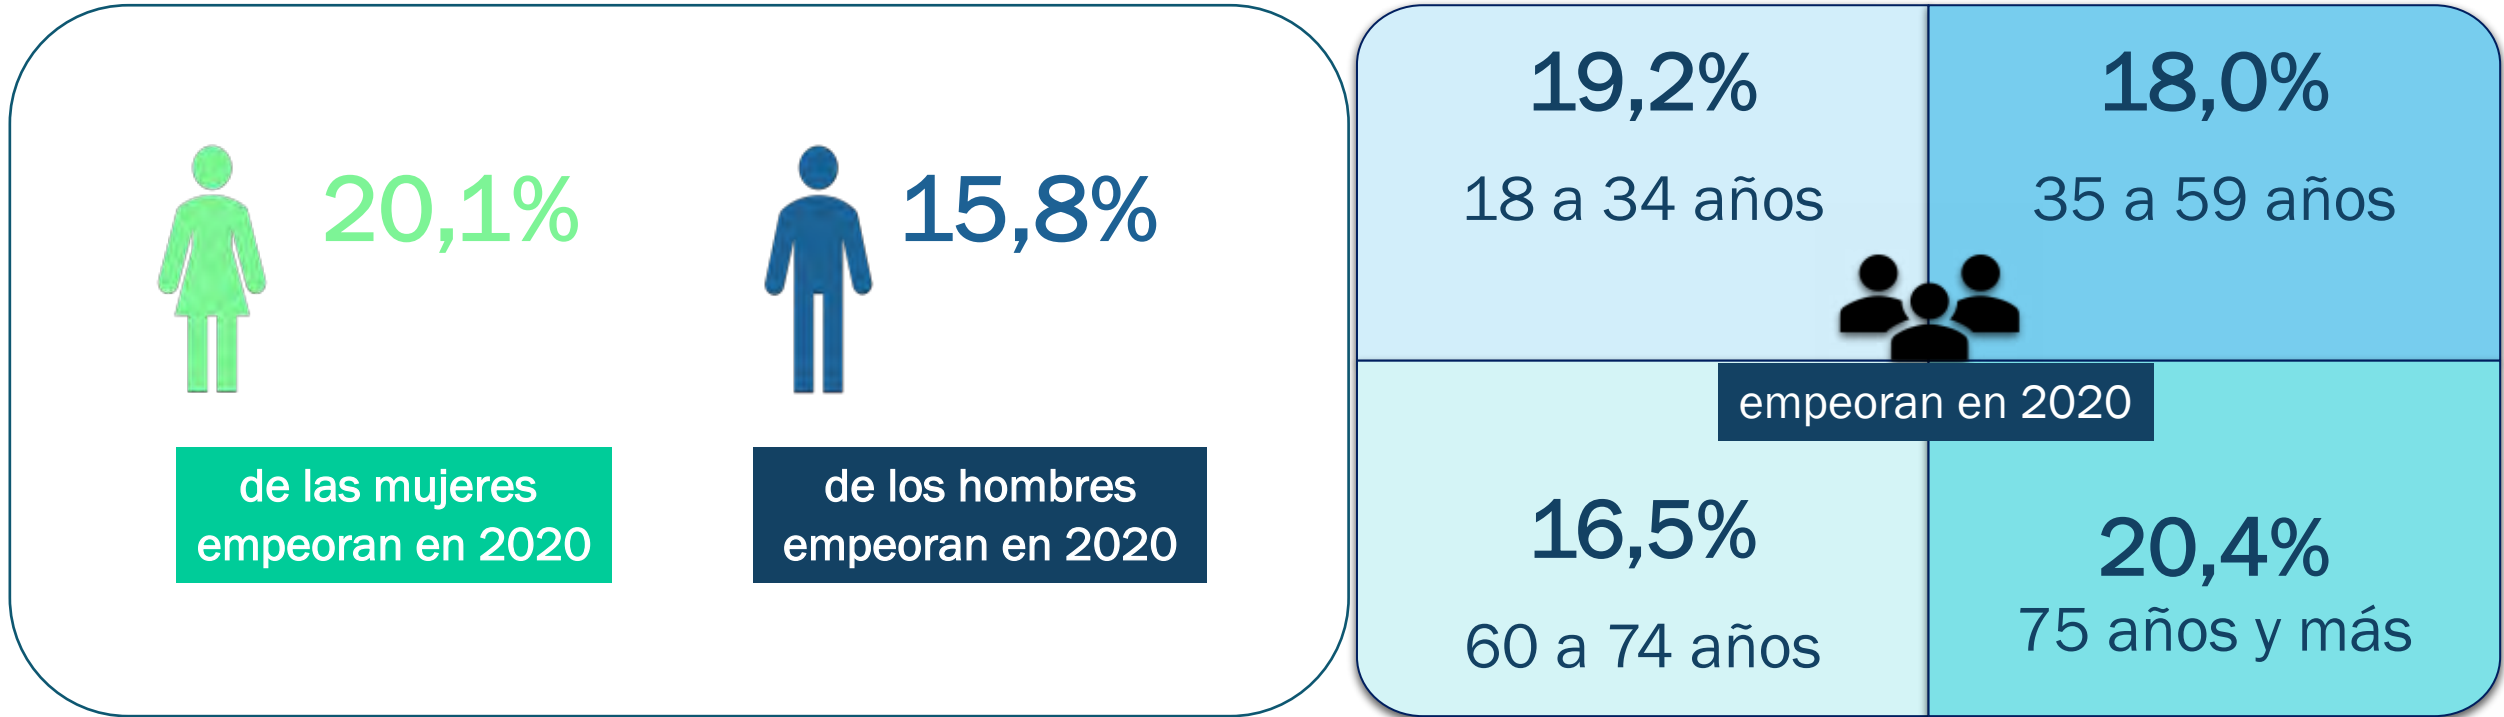 20,1%
de las mujeres
empeoran en 2020
15,8%
de los hombres
empeoran en 2020
19,2%
18 a 34 años
18,0%
35 a 59 años
empeoran en 2020
16,5%
60 a 74 años
20,4%
75 años y más